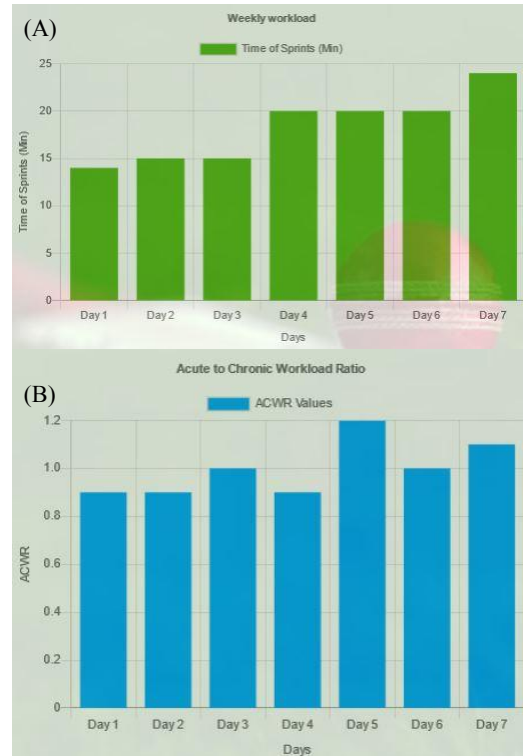 (A)
Weekly workload
Time of Sprints (Min)
Time of Sprints (Min)
25
20
15
10
5
0
Day 1 Day 2 Day 3 Day 4 Day 5 Day 6 Day 7
Days
(B)
Acute to Chronic Workload Ratio
ACWR Values
ACWR
1.2
1.0
0.8
0.6
0.4
0.2
0
Day 1 Day 2 Day 3 Day 4 Day 5 Day 6 Day 7
Days